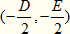 (-D/2, -E/2)